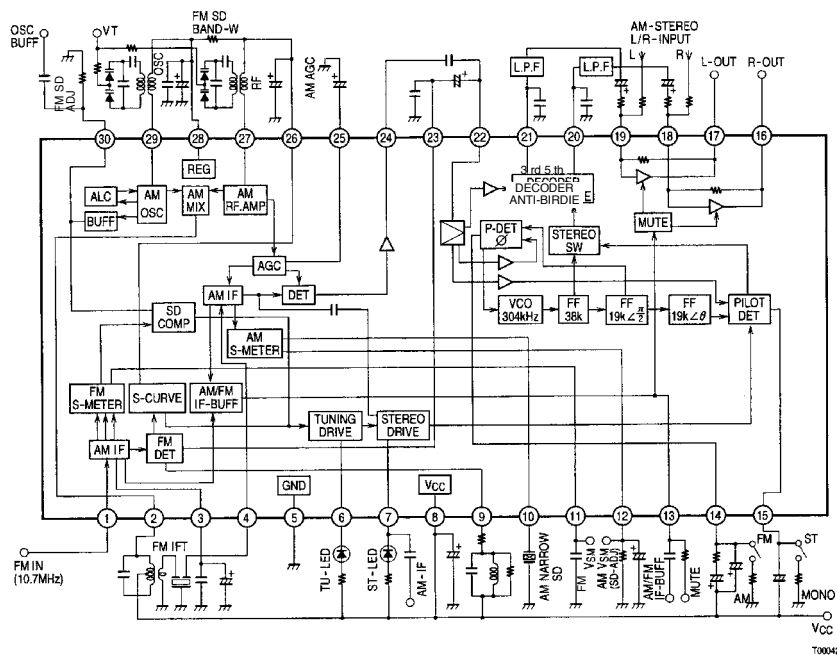 OSC
BUFF
VT
FM SD
BAND-W
AM-STEREO
L/R-INPUT
L
R
L-OUT
R-OUT
OSC
RF
AM AGC
FM SD
ADJ
L.P.F
L.P.F
30
29
28
27
26
25
24
23
22
21
20
19
18
17
16
REG
ALC
AM
OSC
AM
MIX
AM
RF.AMP
BUFF
3 rd 5 th
DECODER
DECODER
ANTI-BIRDIE
E
P-DET
Ø
MUTE
STEREO
SW
AGC
AM IF
DET
SD
COMP
AM
S-METER
VCO
304kHz
FF
38k
FF
19k∠π/2
FF
19k∠θ
PILOT
DET
FM
S-METER
S-CURVE
AM/FM
IF-BUFF
TUNING
DRIVE
STEREO
DRIVE
AM IF
FM
DET
GND
VCC
1
2
3
4
5
6
7
8
9
10
11
12
13
14
15
FM IN
(10.7MHz)
FM IFT
TU-LED
ST-LED
AM-IF
AM NARROW
SD
FM VSM
AM VSM
(SD-ADJ)
AM/FM
IF-BUFF
MUTE
FM
AM
ST
MONO
VCC